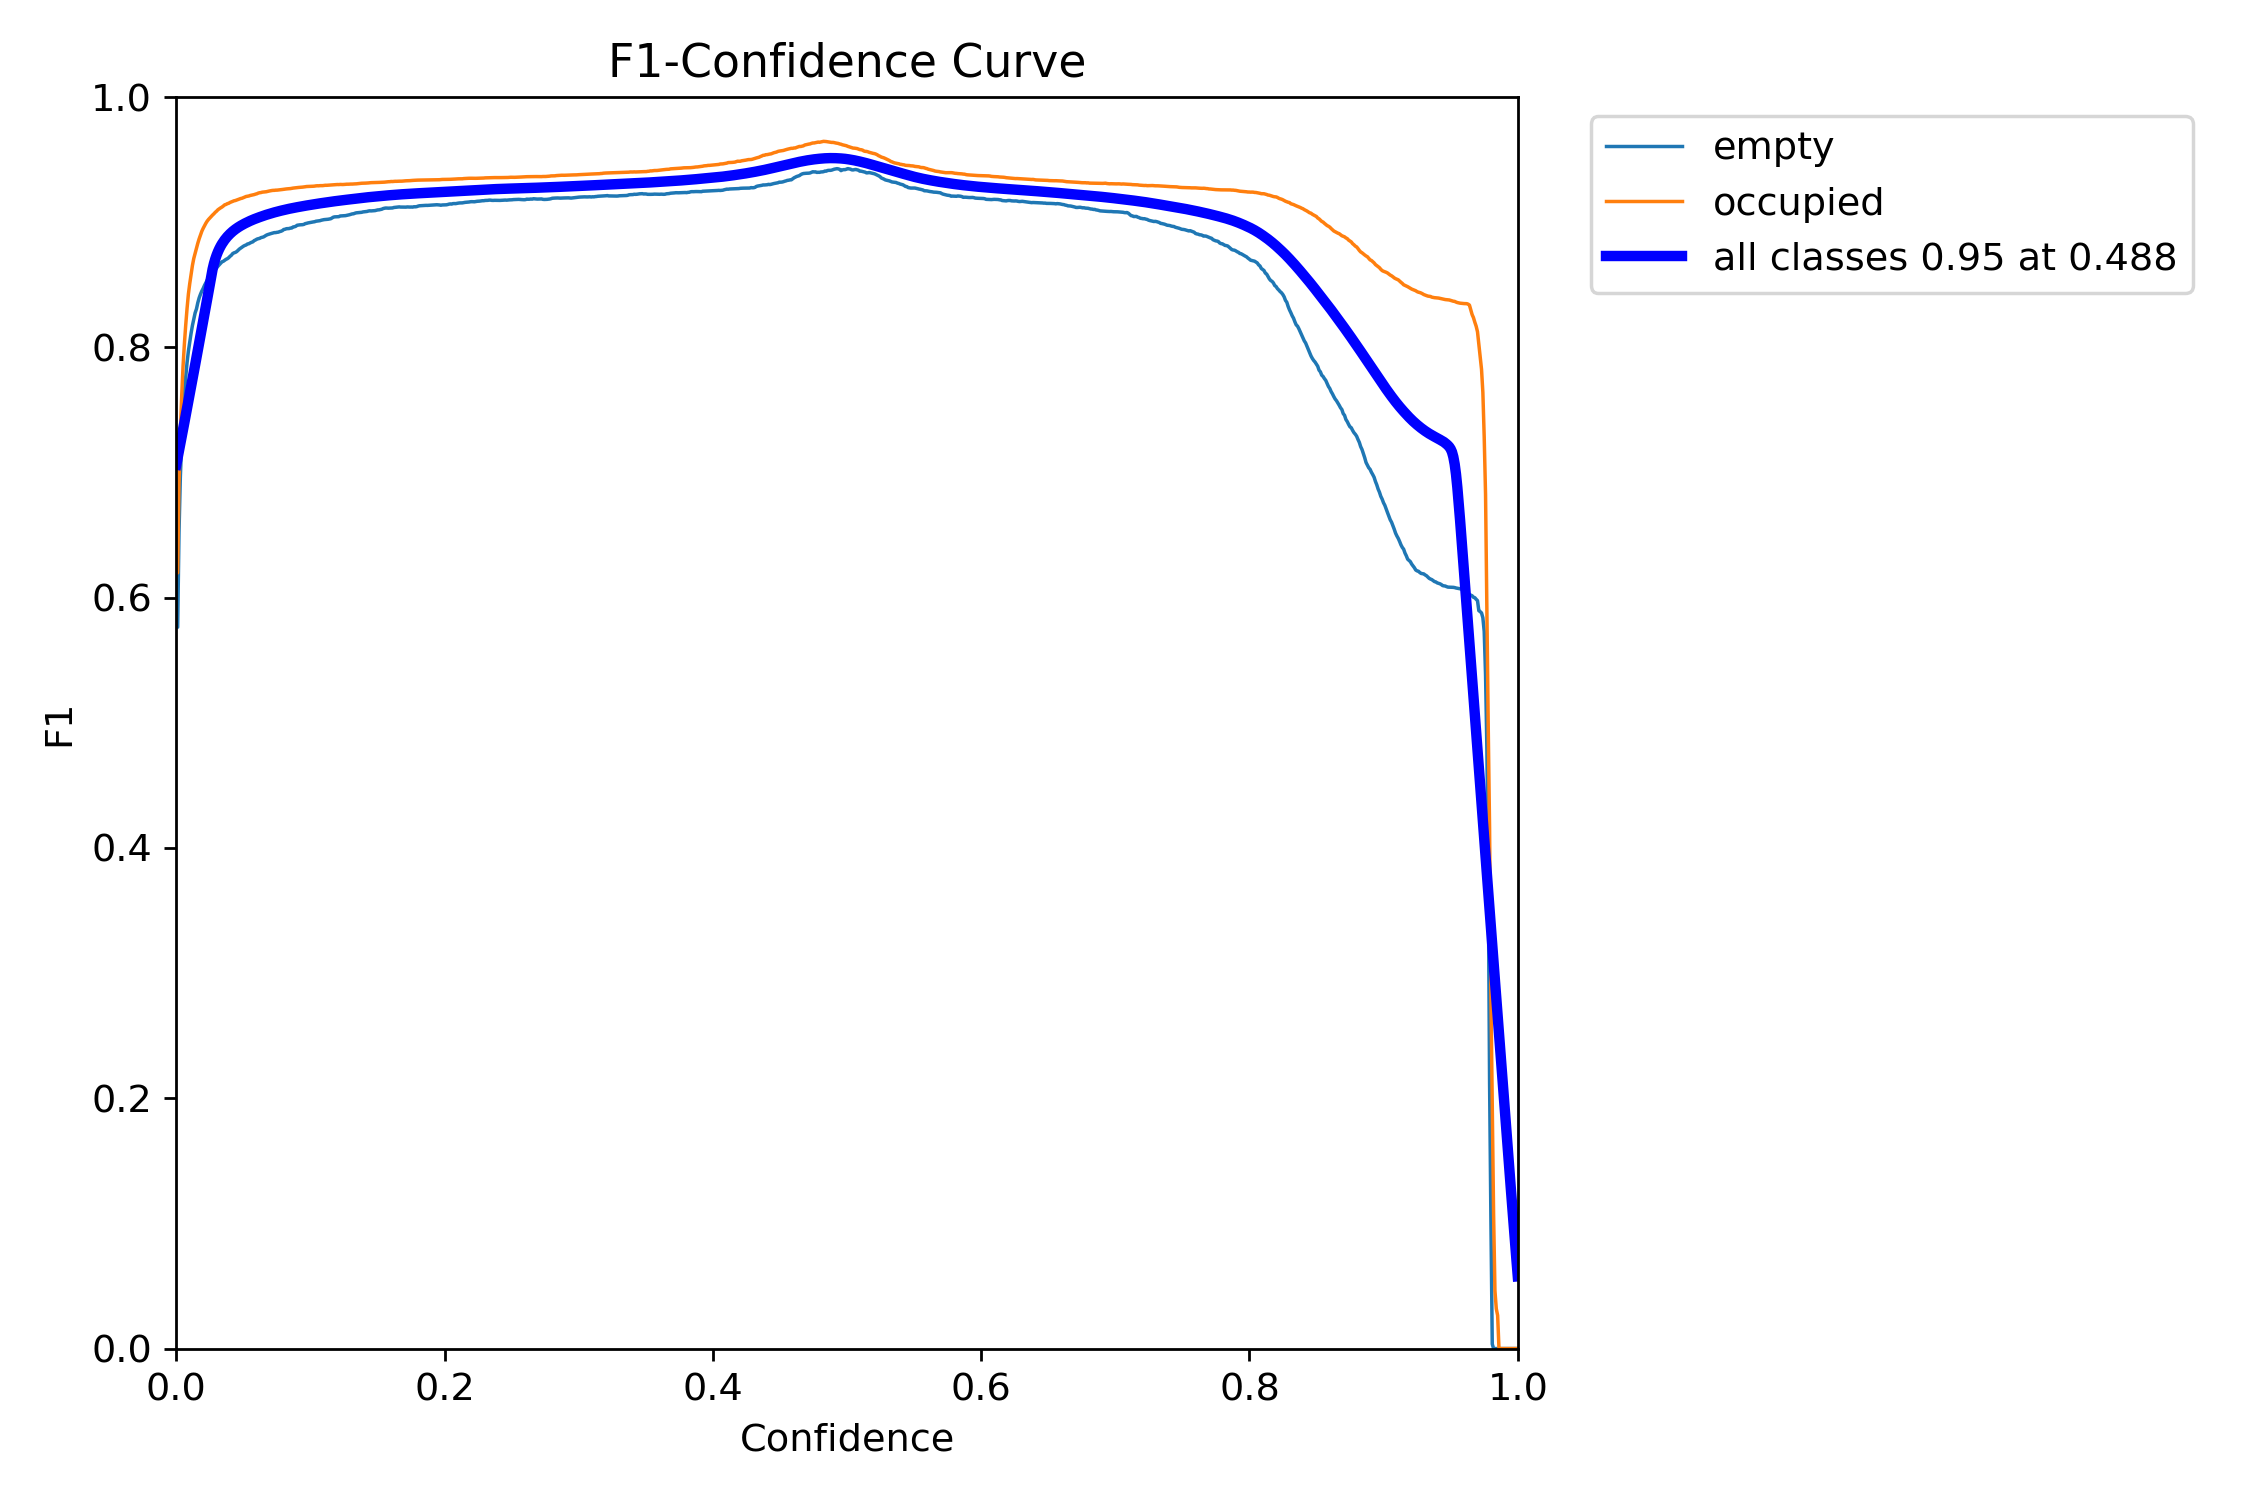 F1-Confidence Curve
empty
occupied
all classes 0.95 at 0.488
1.0
0.8
0.6
0.4
0.2
0.0
F1
0.0 0.2 0.4 0.6 0.8 1.0
Confidence